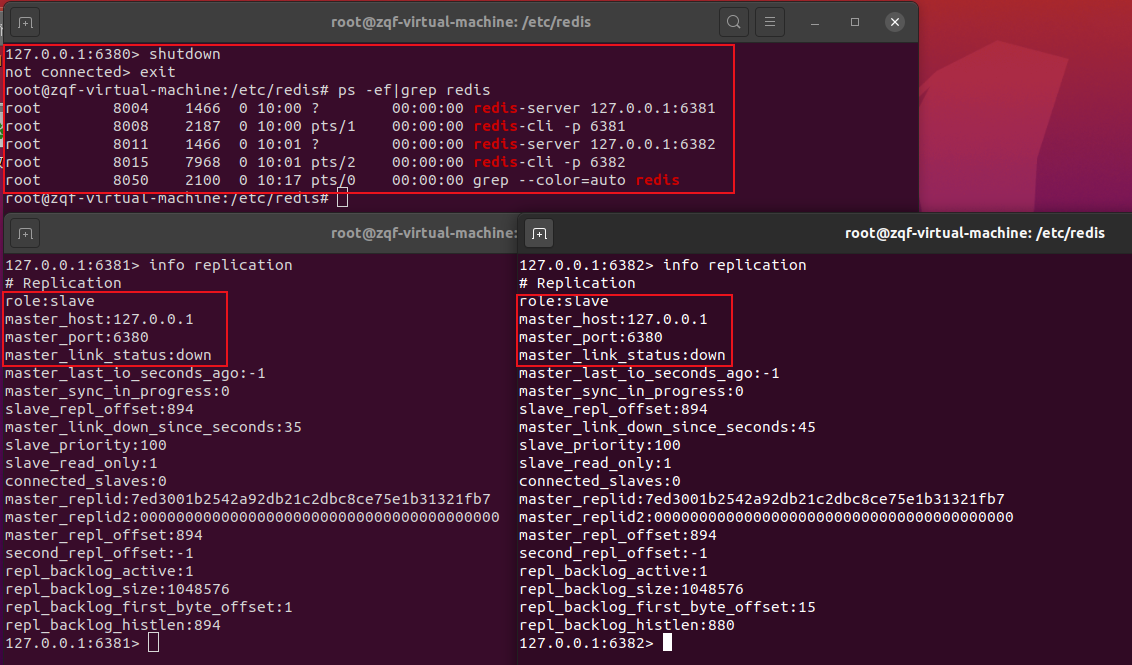 root@zqf-virtual-machine: /etc/redis
127.0.0.1:6380> shutdown
not connected> exit
root@zqf-virtual-machine:/etc/redis# ps -ef|grep redis
root        8004    1466  0 10:00 ?        00:00:00 redis-server 127.0.0.1:6381
root        8008    2187  0 10:00 pts/1    00:00:00 redis-cli -p 6381
root        8011    1466  0 10:01 ?        00:00:00 redis-server 127.0.0.1:6382
root        8015    7968  0 10:01 pts/2    00:00:00 redis-cli -p 6382
root        8050    2100  0 10:17 pts/0    00:00:00 grep --color=auto redis
root@zqf-virtual-machine:/etc/redis#
root@zqf-virtual-machine:
127.0.0.1:6381> info replication
# Replication
role:slave
master_host:127.0.0.1
master_port:6380
master_link_status:down
master_last_io_seconds_ago:-1
master_sync_in_progress:0
slave_repl_offset:894
master_link_down_since_seconds:35
slave_priority:100
slave_read_only:1
connected_slaves:0
master_replid:7ed3001b2542a92db21c2dbc8ce75e1b31321fb7
master_replid2:0000000000000000000000000000000000000000
master_repl_offset:894
second_repl_offset:-1
repl_backlog_active:1
repl_backlog_size:1048576
repl_backlog_first_byte_offset:1
repl_backlog_histlen:894
127.0.0.1:6381>
root@zqf-virtual-machine: /etc/redis
127.0.0.1:6382> info replication
# Replication
role:slave
master_host:127.0.0.1
master_port:6380
master_link_status:down
master_last_io_seconds_ago:-1
master_sync_in_progress:0
slave_repl_offset:894
master_link_down_since_seconds:45
slave_priority:100
slave_read_only:1
connected_slaves:0
master_replid:7ed3001b2542a92db21c2dbc8ce75e1b31321fb7
master_replid2:0000000000000000000000000000000000000000
master_repl_offset:894
second_repl_offset:-1
repl_backlog_active:1
repl_backlog_size:1048576
repl_backlog_first_byte_offset:15
repl_backlog_histlen:880
127.0.0.1:6382>